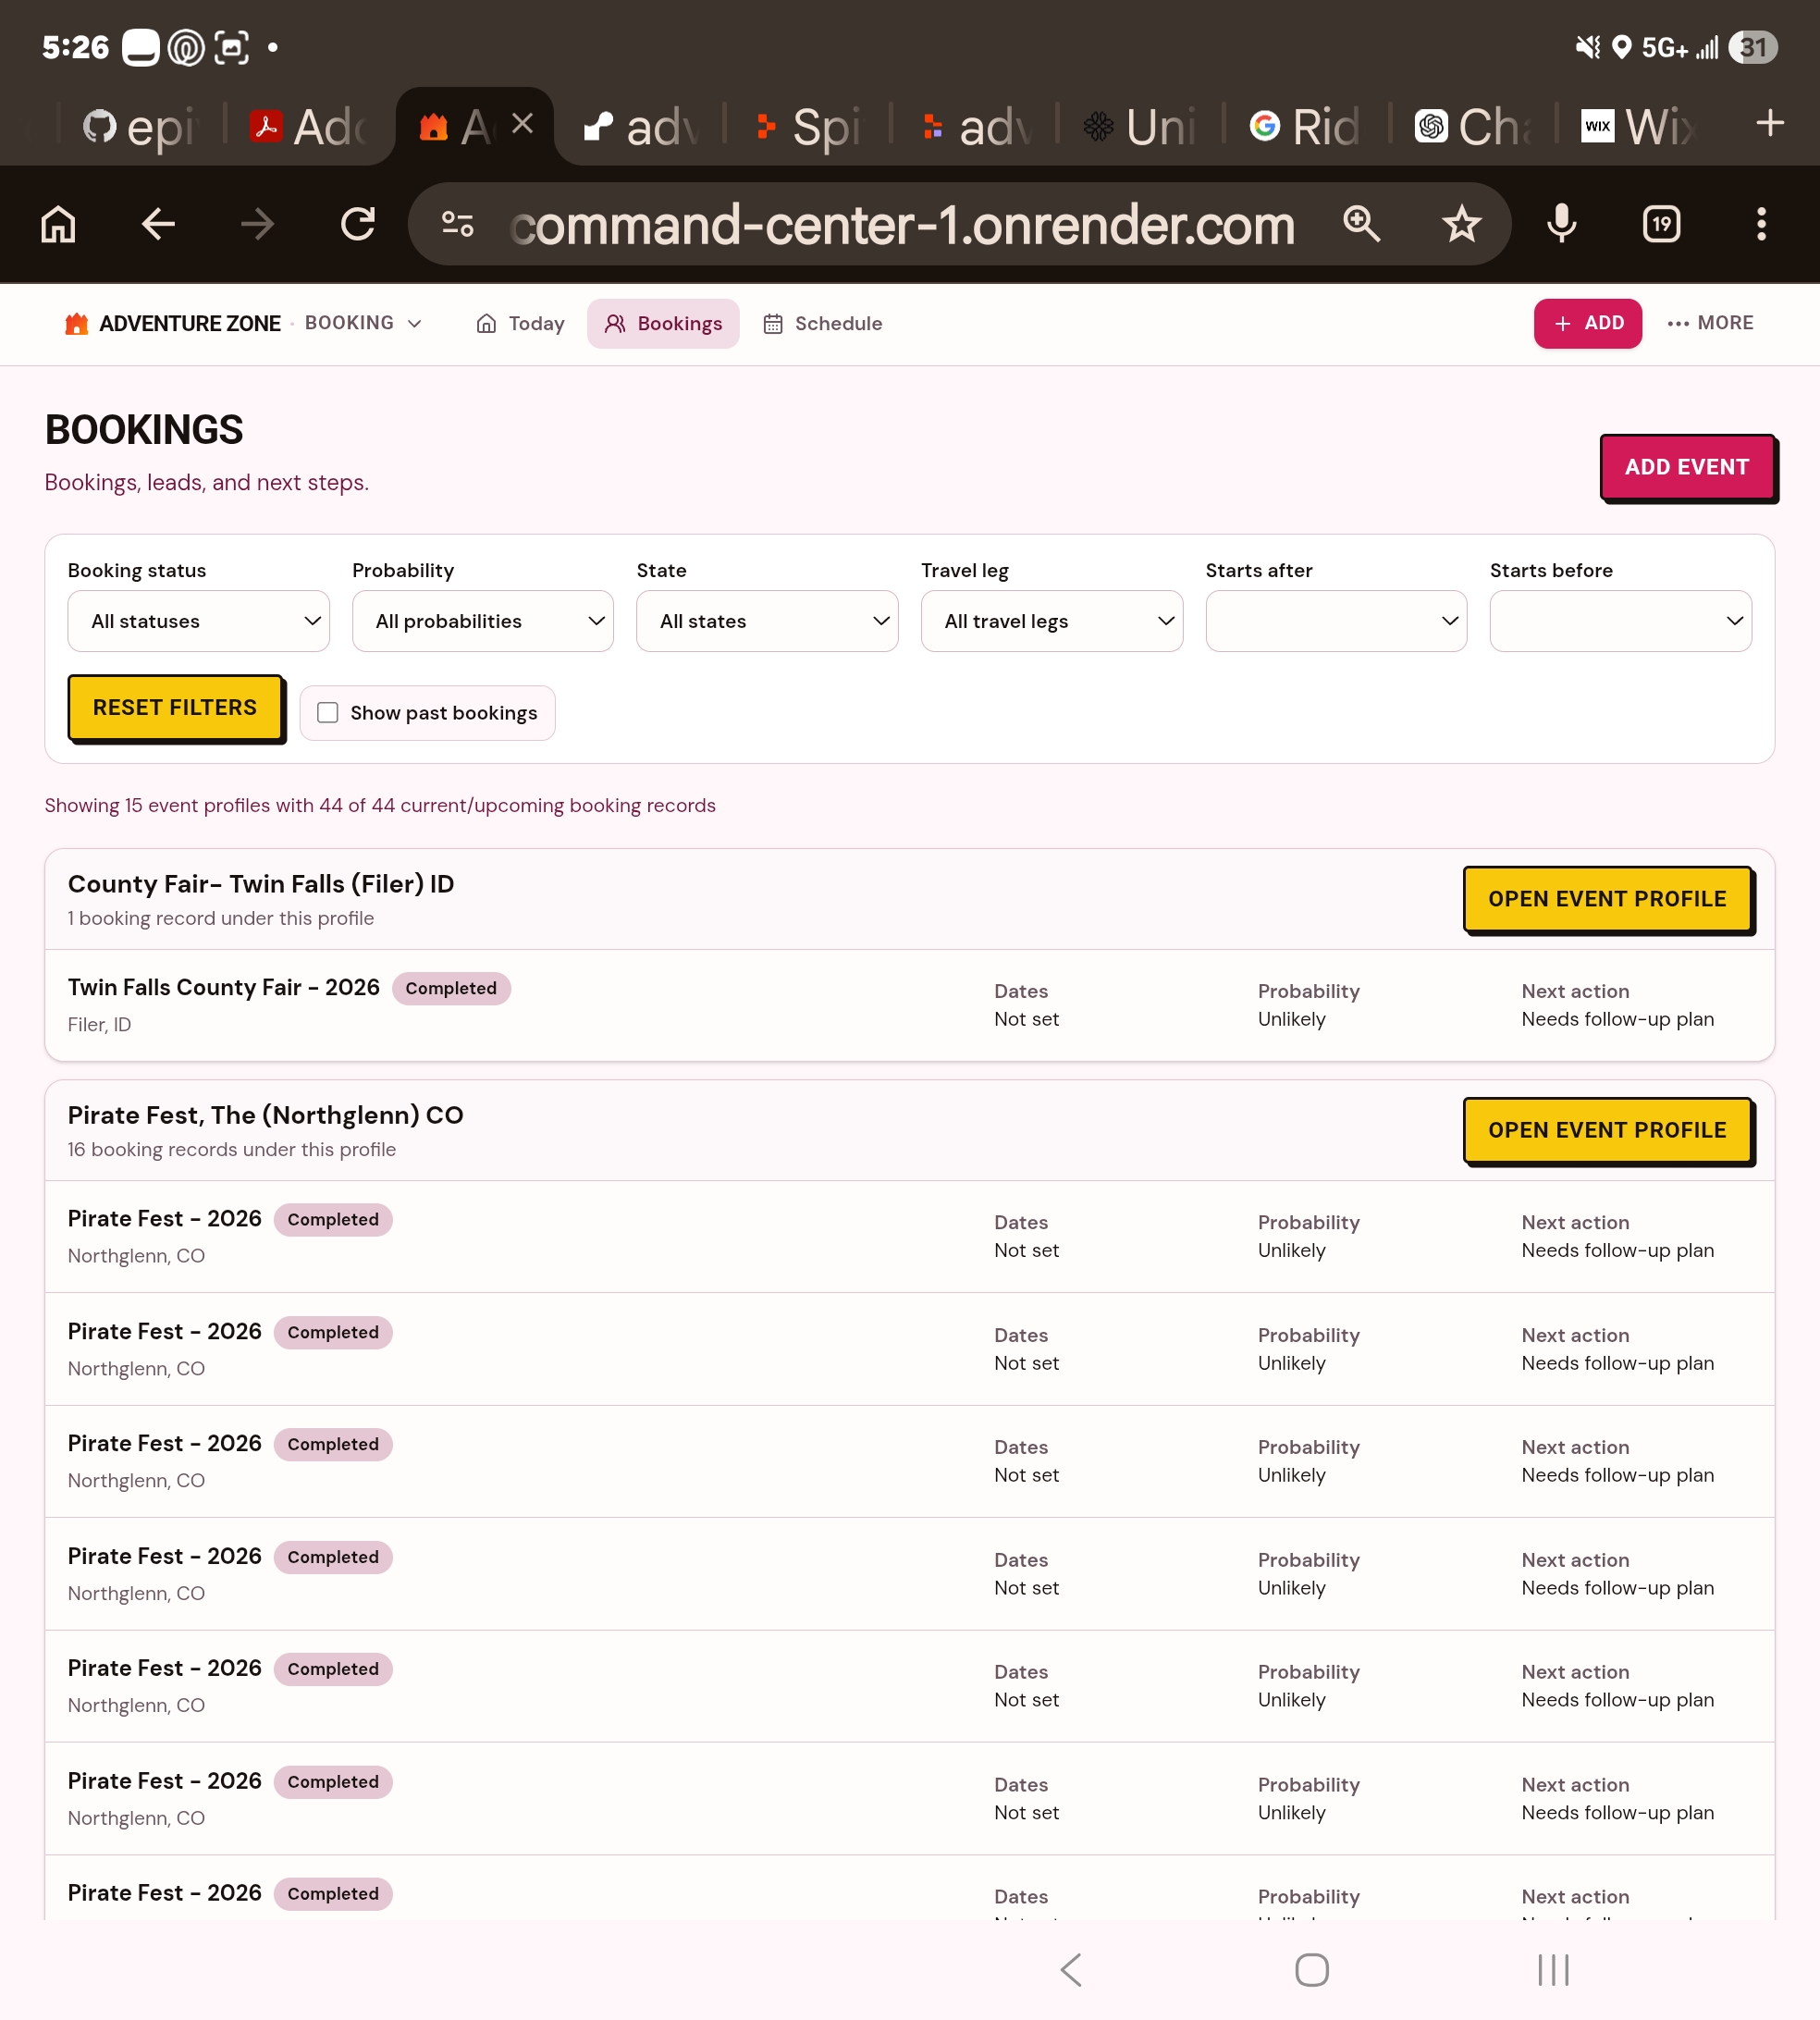 5:26
5G+ 31
epi
Ado
A
adv
Spi
adv
Uni
Rid
Cha
WIX Wix
command-center-1.onrender.com
19
ADVENTURE ZONE · BOOKING
Today
Bookings
Schedule
+ ADD
••• MORE
BOOKINGS
Bookings, leads, and next steps.
ADD EVENT
Booking status
Probability
State
Travel leg
Starts after
Starts before
All statuses
All probabilities
All states
All travel legs
RESET FILTERS
Show past bookings
Showing 15 event profiles with 44 of 44 current/upcoming booking records
County Fair- Twin Falls (Filer) ID
1 booking record under this profile
OPEN EVENT PROFILE
Twin Falls County Fair - 2026 Completed
Filer, ID
Dates
Not set
Probability
Unlikely
Next action
Needs follow-up plan
Pirate Fest, The (Northglenn) CO
16 booking records under this profile
OPEN EVENT PROFILE
Pirate Fest - 2026 Completed
Northglenn, CO
Dates
Not set
Probability
Unlikely
Next action
Needs follow-up plan
Pirate Fest - 2026 Completed
Northglenn, CO
Dates
Not set
Probability
Unlikely
Next action
Needs follow-up plan
Pirate Fest - 2026 Completed
Northglenn, CO
Dates
Not set
Probability
Unlikely
Next action
Needs follow-up plan
Pirate Fest - 2026 Completed
Northglenn, CO
Dates
Not set
Probability
Unlikely
Next action
Needs follow-up plan
Pirate Fest - 2026 Completed
Northglenn, CO
Dates
Not set
Probability
Unlikely
Next action
Needs follow-up plan
Pirate Fest - 2026 Completed
Northglenn, CO
Dates
Not set
Probability
Unlikely
Next action
Needs follow-up plan
Pirate Fest - 2026 Completed
Dates
Probability
Next action